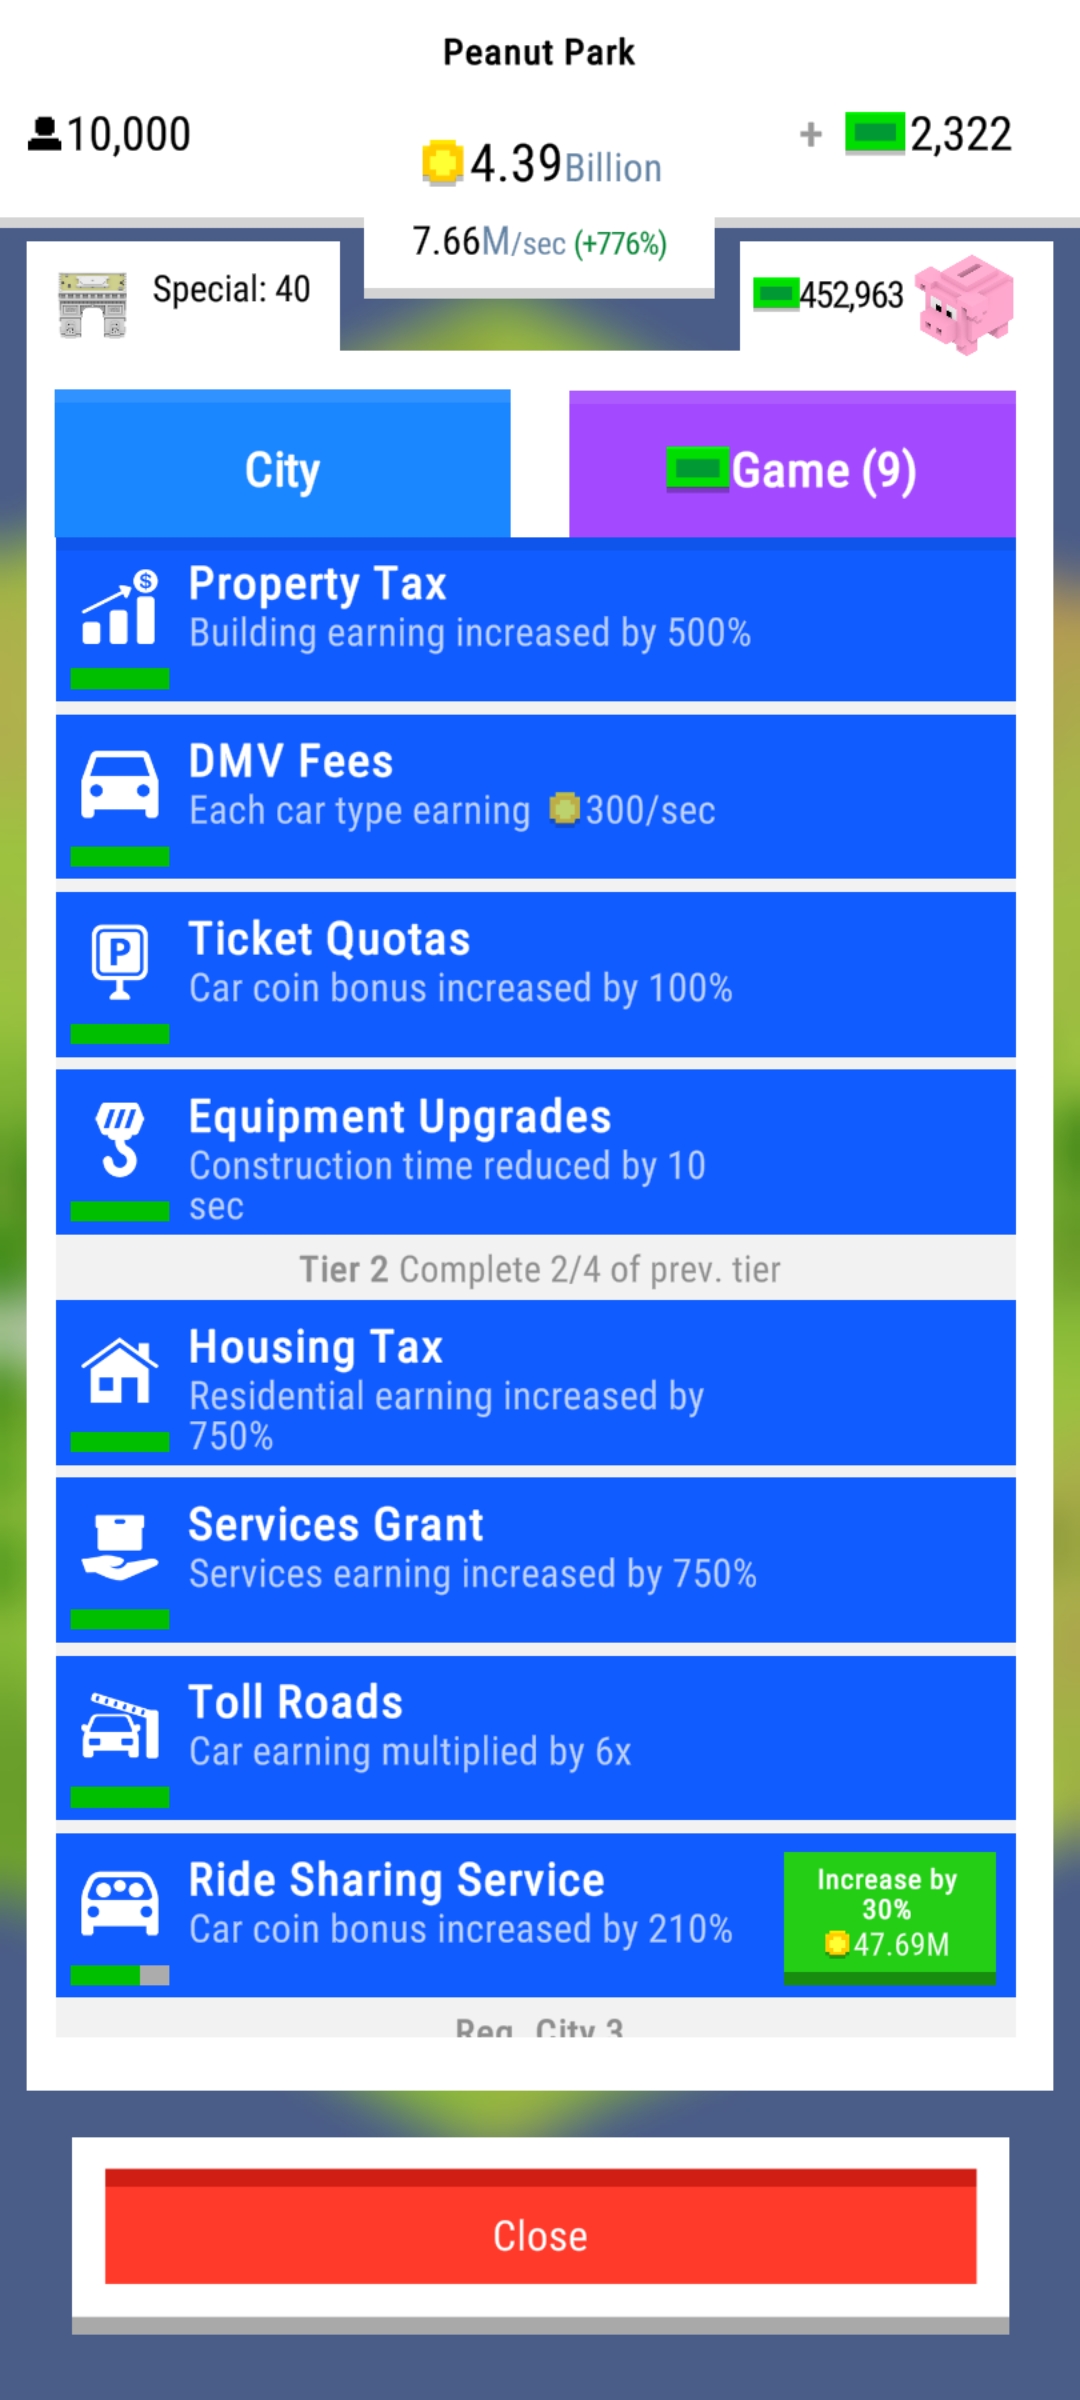 Peanut Park
10,000
4.39Billion
+ 2,322
7.66M/sec (+776%)
Special: 40
452,963
City
Game (9)
Property Tax
Building earning increased by 500%
DMV Fees
Each car type earning 300/sec
Ticket Quotas
P
Car coin bonus increased by 100%
Equipment Upgrades
Construction time reduced by 10
sec
Tier 2 Complete 2/4 of prev. tier
Housing Tax
Residential earning increased by
750%
Services Grant
Services earning increased by 750%
Toll Roads
Car earning multiplied by 6x
Ride Sharing Service
Car coin bonus increased by 210%
Increase by
30%
47.69M
Req. City 3
Close